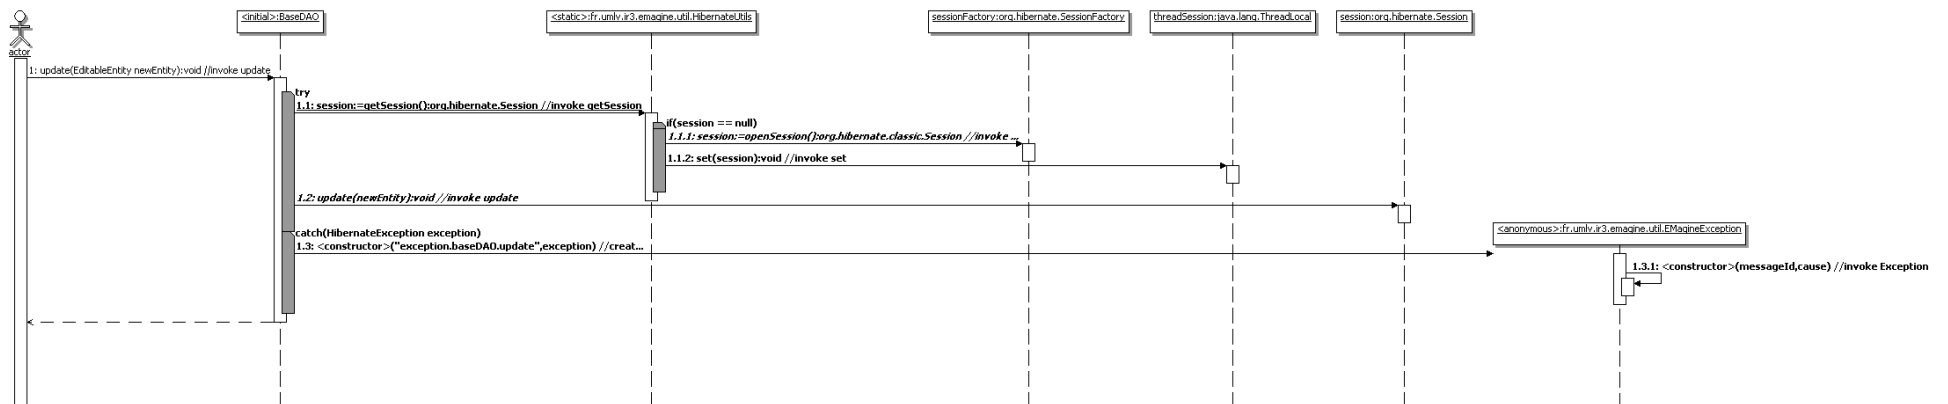 <initial>:BaseDAO
<static>:fr.umlv.ir3.emagine.util.HibernateUtils
sessionFactory:org.hibernate.SessionFactory
threadSession:java.lang.ThreadLocal
session:org.hibernate.Session
actor
1: update(EditableEntity newEntity):void //invoke update
try
1.1: session:=getSession():org.hibernate.Session //invoke getSession
if(session == null)
1.1.1: session:=openSession():org.hibernate.classic.Session //invoke ...
1.1.2: set(session):void //invoke set
1.2: update(newEntity):void //invoke update
catch(HibernateException exception)
<anonymous>:fr.umlv.ir3.emagine.util.EMagineException
1.3: <constructor>("exception.baseDAO.update",exception) //creat...
1.3.1: <constructor>(messageId,cause) //invoke Exception